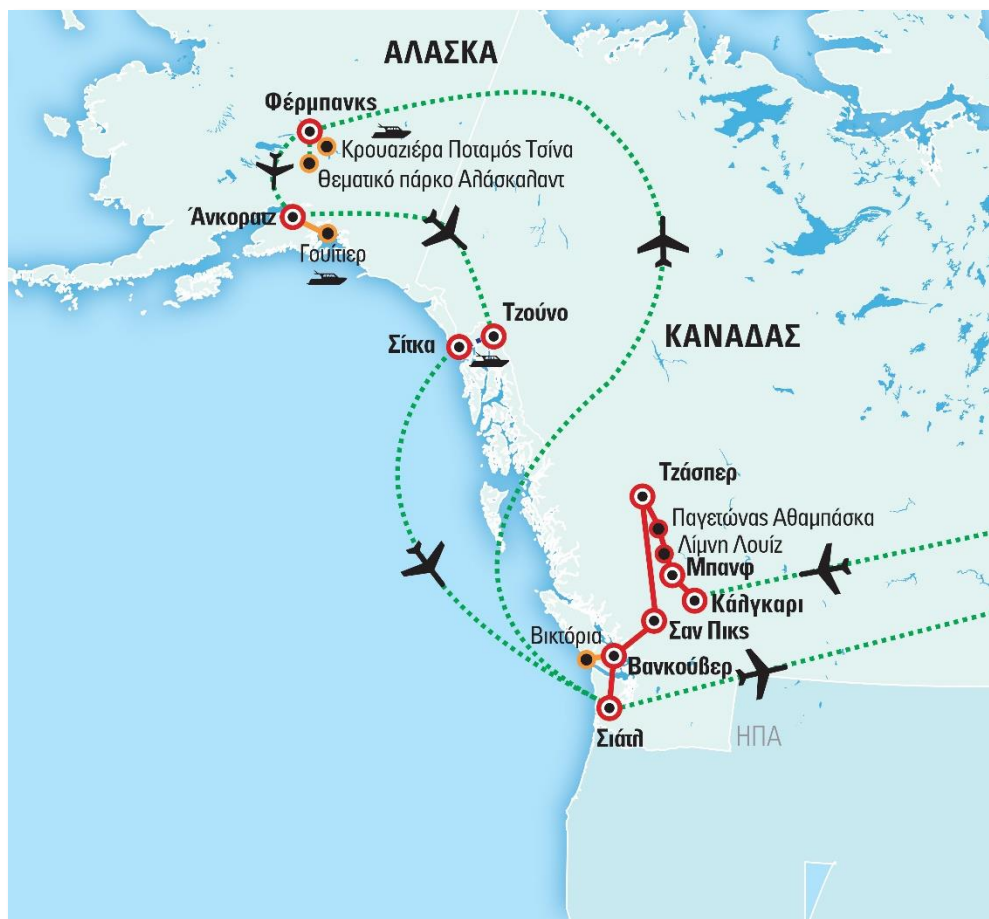 ΑΛΑΣΚΑ
Φέρμπανκς
Κρουαζιέρα Ποταμός Τσίνα
Θεματικό πάρκο Αλάσκαλαντ
Άνκορατζ
Γουίτιερ
Τζούνο
Σίτκα
ΚΑΝΑΔΑΣ
Τζάσπερ
Παγετώνας Αθαμπάσκα
Λίμνη Λουίζ
Μπανφ
Κάλγκαρι
Σαν Πικς
Βικτόρια
Βανκούβερ
Σιάτλ
ΗΠΑ